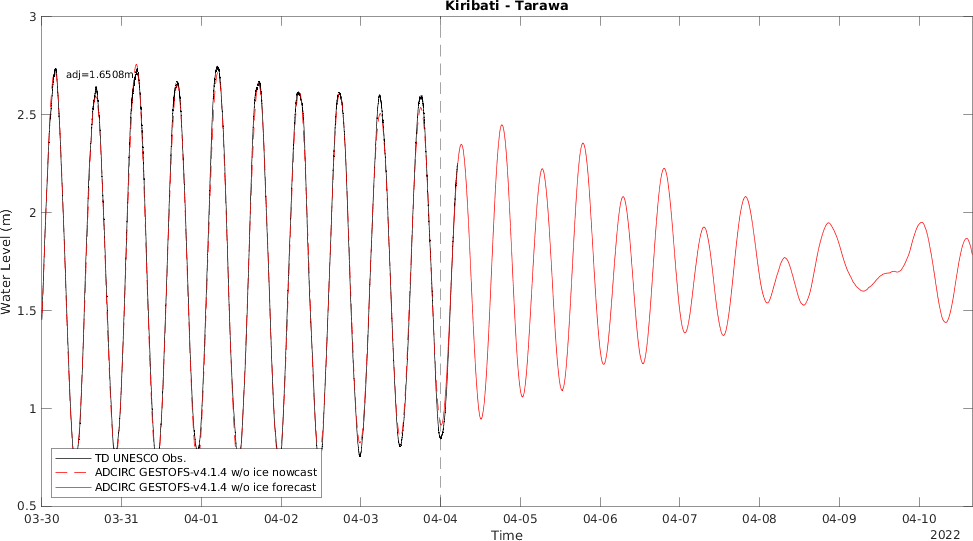 Kiribati - Tarawa
3
adj=1.6508m
2.5
2
Water Level (m)
1.5
1
TD UNESCO Obs.
ADCIRC GESTOFS-v4.1.4 w/o ice nowcast
ADCIRC GESTOFS-v4.1.4 w/o ice forecast
0.5
03-30 03-31 04-01 04-02 04-03 04-04 04-05 04-06 04-07 04-08 04-09 04-10
Time
2022